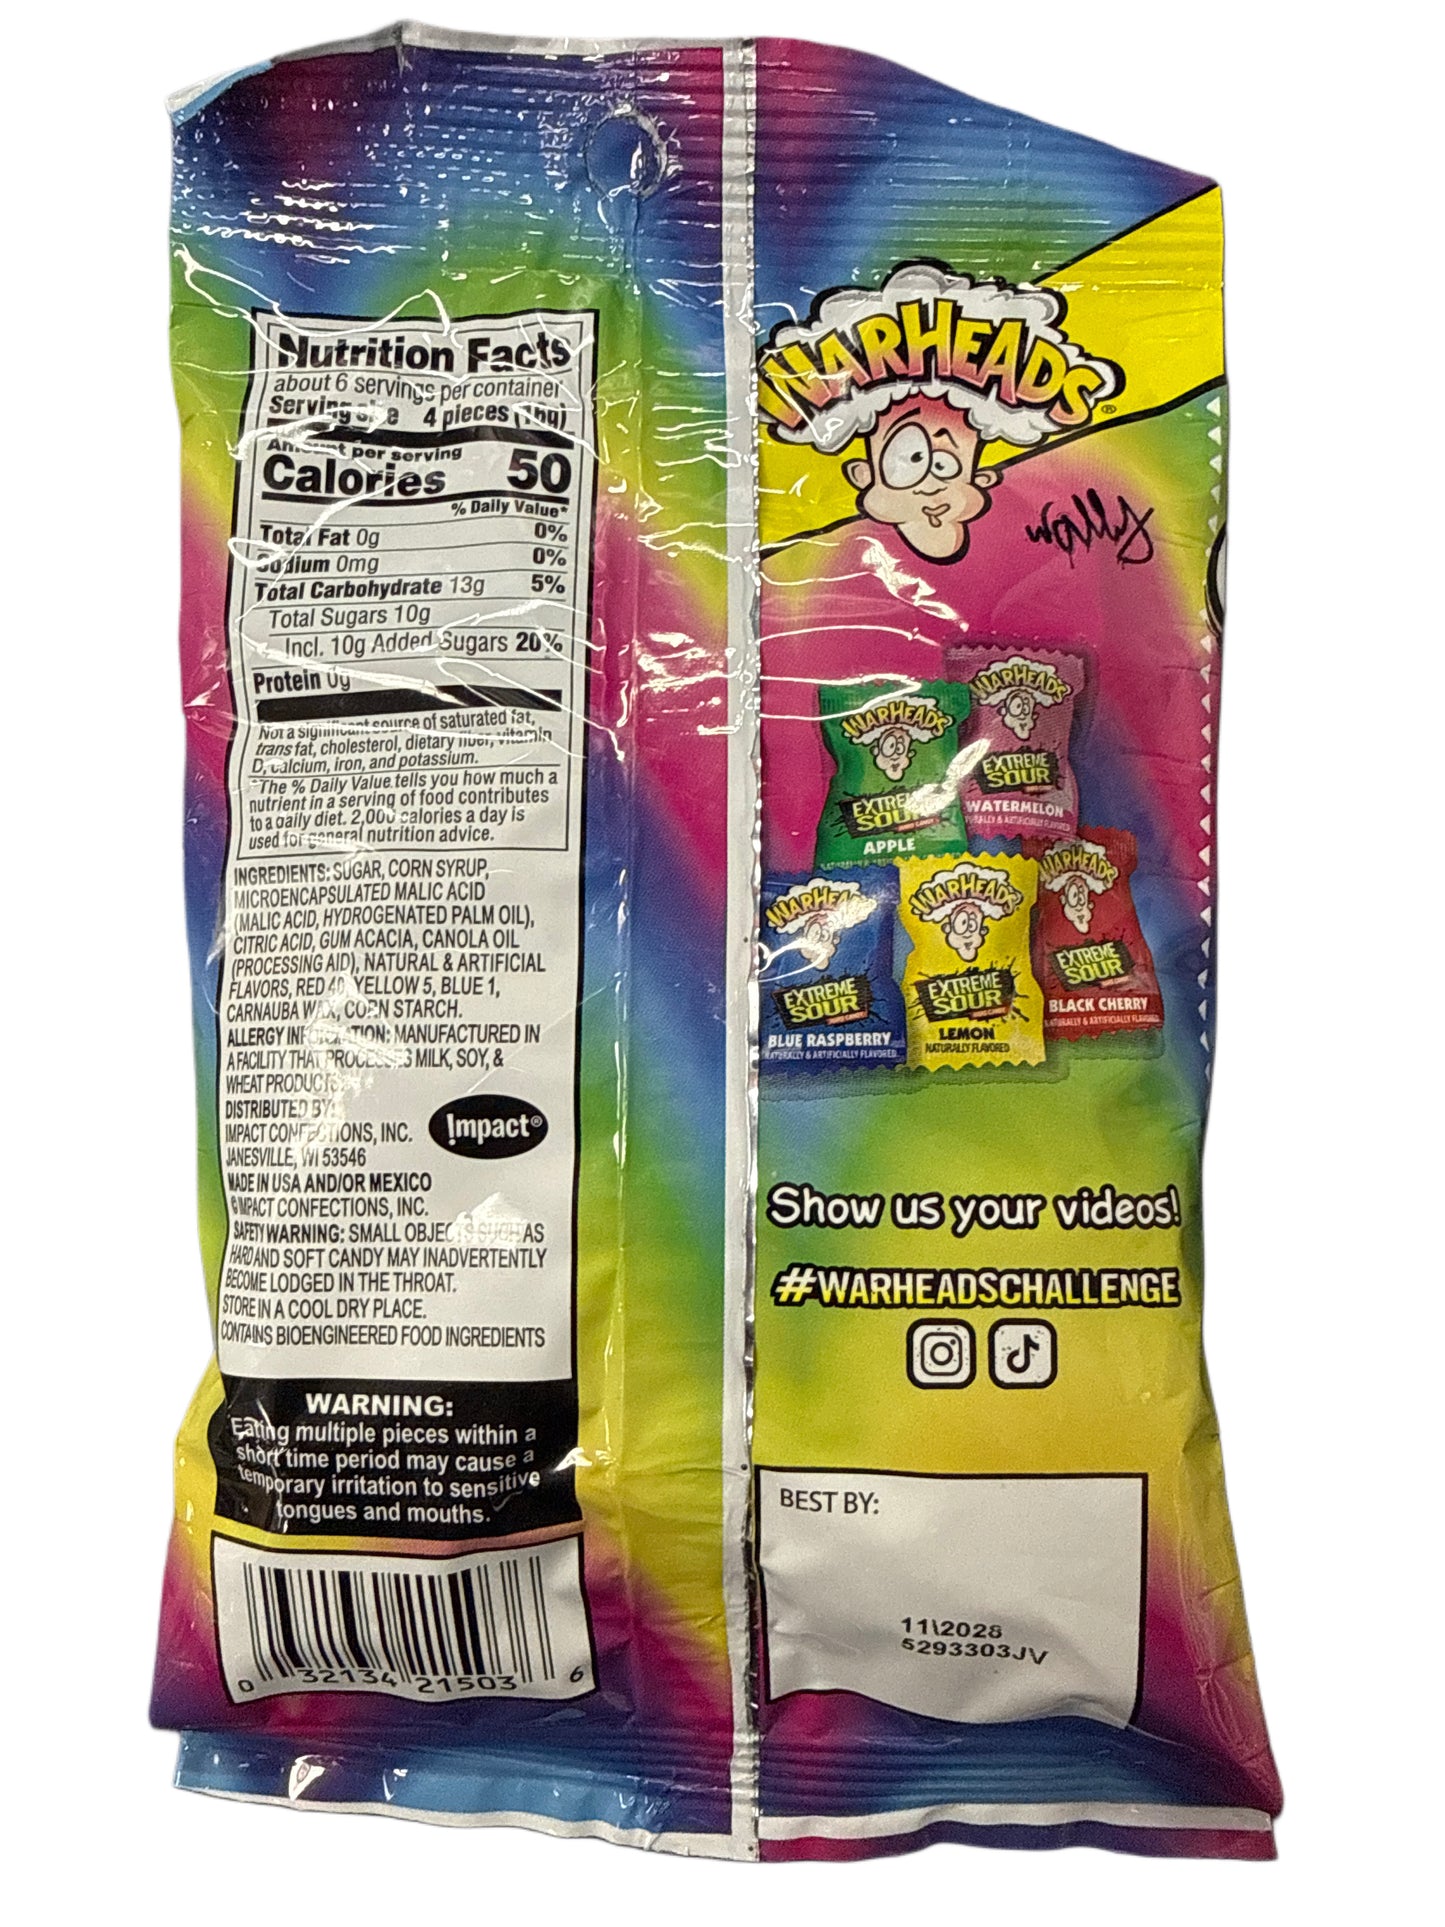 Nutrition Facts
about 6 servings per container
Serving size 4 pieces (16g)
Amount per serving
Calories 50
% Daily Value*
Total Fat 0g 0%
Sodium 0mg 0%
Total Carbohydrate 13g 5%
Total Sugars 10g
Incl. 10g Added Sugars 20%
Protein 0g
Not a significant source of saturated fat,
trans fat, cholesterol, dietary fiber, vitamin
D, calcium, iron, and potassium.
*The % Daily Value tells you how much a
nutrient in a serving of food contributes
to a daily diet. 2,000 calories a day is
used for general nutrition advice.
INGREDIENTS: SUGAR, CORN SYRUP,
MICROENCAPSULATED MALIC ACID
(MALIC ACID, HYDROGENATED PALM OIL),
CITRIC ACID, GUM ACACIA, CANOLA OIL
(PROCESSING AID), NATURAL & ARTIFICIAL
FLAVORS, RED 40, YELLOW 5, BLUE 1,
CARNAUBA WAX, CORN STARCH.
ALLERGY INFORMATION: MANUFACTURED IN
A FACILITY THAT PROCESSES MILK, SOY, &
WHEAT PRODUCTS
DISTRIBUTED BY:
IMPACT CONFECTIONS, INC.
JANESVILLE, WI 53546
!mpact®
MADE IN USA AND/OR MEXICO
©IMPACT CONFECTIONS, INC.
SAFETY WARNING: SMALL OBJECTS SUCH AS
HARD AND SOFT CANDY MAY INADVERTENTLY
BECOME LODGED IN THE THROAT.
STORE IN A COOL DRY PLACE.
CONTAINS BIOENGINEERED FOOD INGREDIENTS
WARNING:
Eating multiple pieces within a
short time period may cause a
temporary irritation to sensitive
tongues and mouths.
0 32134 21503 6
WARHEADS®
Wally
WARHEADS
EXTREME
SOUR
WATERMELON
WARHEADS
EXTREME
SOUR
APPLE
WARHEADS
EXTREME
SOUR
BLUE RASPBERRY
NATURALLY & ARTIFICIALLY FLAVORED
WARHEADS
EXTREME
SOUR
LEMON
NATURALLY FLAVORED
WARHEADS
EXTREME
SOUR
BLACK CHERRY
NATURALLY & ARTIFICIALLY FLAVORED
Show us your videos!
#WARHEADSCHALLENGE
BEST BY:
11\2028
5293303JV